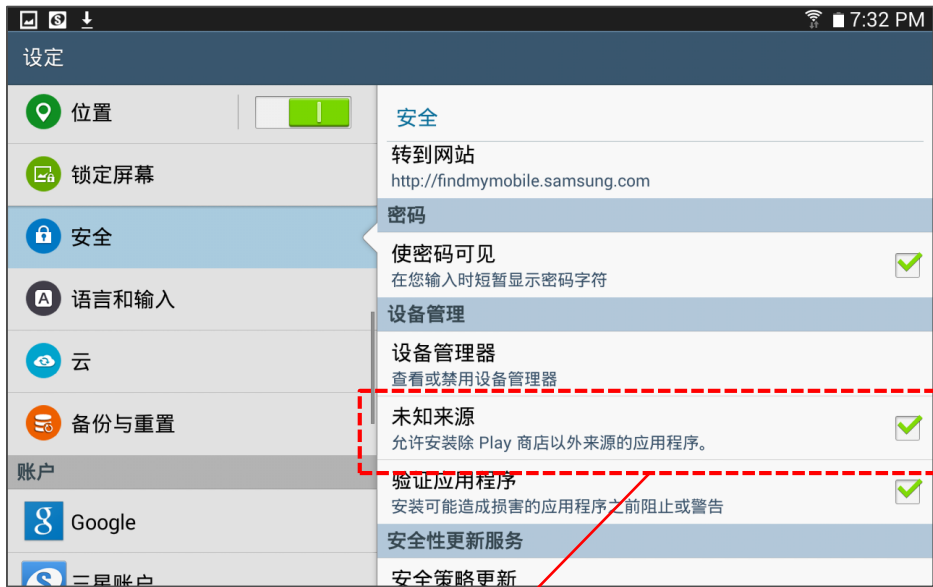 7:32 PM
设定
位置
锁定屏幕
安全
语言和输入
云
备份与重置
账户
Google
三星账户
安全
转到网站
http://findmymobile.samsung.com
密码
使密码可见
在您输入时短暂显示密码字符
设备管理
设备管理器
查看或禁用设备管理器
未知来源
允许安装除 Play 商店以外来源的应用程序。
验证应用程序
安装可能造成损害的应用程序之前阻止或警告
安全性更新服务
安全策略更新